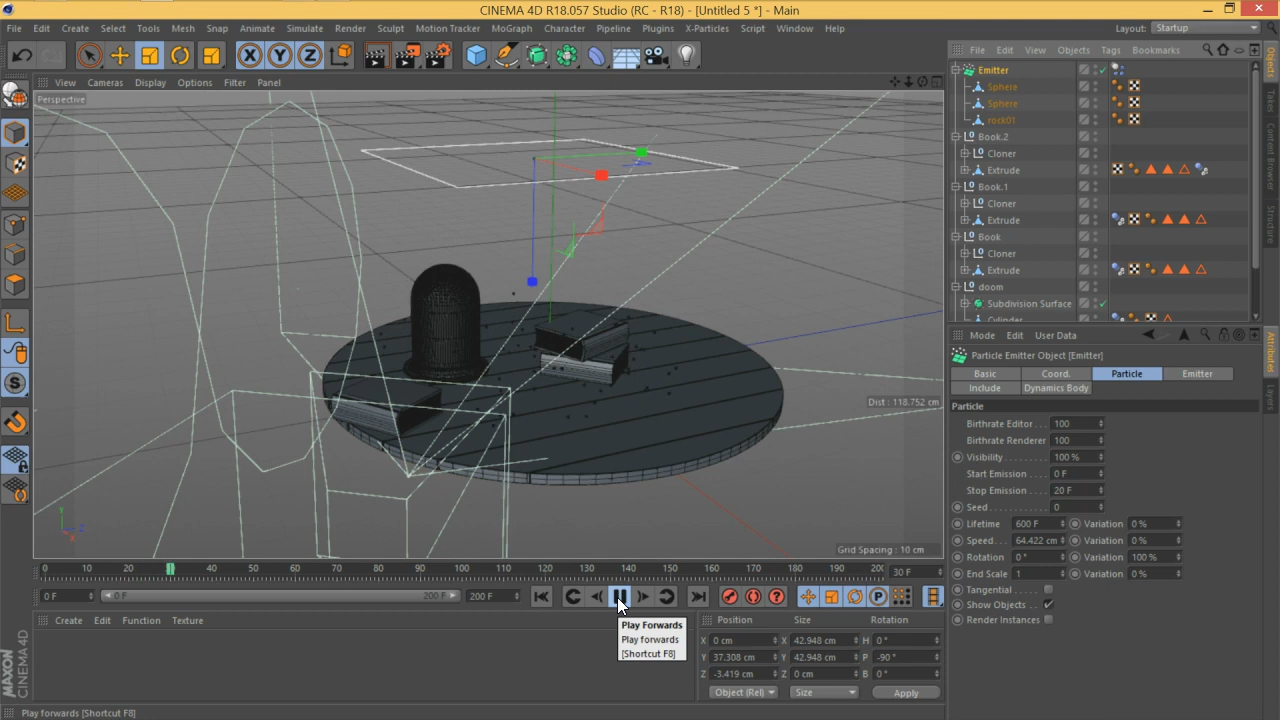 CINEMA 4D R18.057 Studio (RC - R18) - [Untitled 5 *] - Main
File Edit Create Select Tools Mesh Snap Animate Simulate Render Sculpt Motion Tracker MoGraph Character Pipeline Plugins X-Particles Script Window Help
Layout: Startup
X Y Z
View Cameras Display Options Filter Panel
Perspective
Dist : 118.752 cm
Grid Spacing : 10 cm
File Edit View Objects Tags Bookmarks
Emitter
Sphere
Sphere
rock01
Book.2
Cloner
Extrude
Book.1
Cloner
Extrude
Book
Cloner
Extrude
doom
Subdivision Surface
Cylinder
Objects
Takes
Content Browser
Structure
Mode Edit User Data
Particle Emitter Object [Emitter]
Basic Coord. Particle Emitter
Include Dynamics Body
Particle
Birthrate Editor . . . 100
Birthrate Renderer 100
Visibility. . . . . . . . . 100 %
Start Emission . . . . 0 F
Stop Emission . . . . 20 F
Seed. . . . . . . . . . . . 0
Lifetime 600 F Variation 0 %
Speed. . . 64.422 cm Variation 0 %
Rotation 0 ° Variation 100 %
End Scale 1 Variation 0 %
Tangential . . . . . .
Show Objects . .
Render Instances
Attributes
Layers
0 10 20 40 50 60 70 80 90 100 110 120 130 140 150 160 170 180 190 200
30 F
0 F 0 F 200 F 200 F
Play Forwards
Play forwards
[Shortcut F8]
Create Edit Function Texture
Position Size Rotation
X 0 cm X 42.948 cm H 0 °
Y 37.308 cm Y 42.948 cm P -90 °
Z -3.419 cm Z 0 cm B 0 °
Object (Rel) Size Apply
MAXON
CINEMA 4D
Play forwards [Shortcut F8]